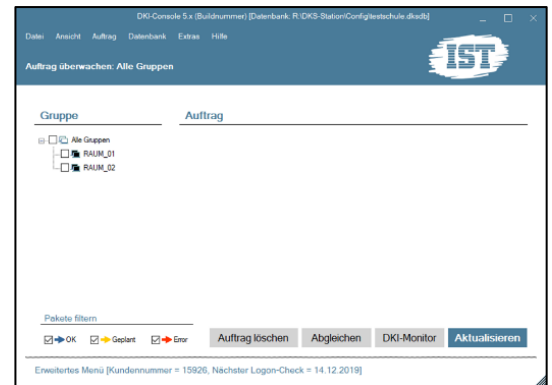 DKI-Console 5.x (Buildnummer) [Datenbank: R:\DKS-Station\Config\testschule.dksdb]
Datei Ansicht Auftrag Datenbank Extras Hilfe
IST
Auftrag überwachen: Alle Gruppen
Gruppe Auftrag
Alle Gruppen
RAUM_01
RAUM_02
Pakete filtern
OK Geplant Error Auftrag löschen Abgleichen DKI-Monitor Aktualisieren
Erweitertes Menü [Kundennummer = 15926, Nächster Logon-Check = 14.12.2019]